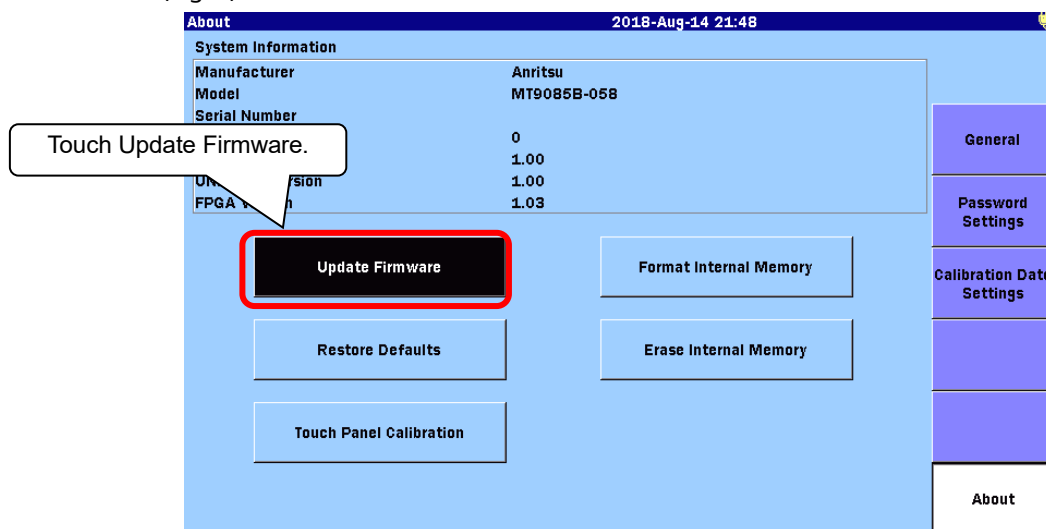 About 2018-Aug-14 21:48
System Information
Manufacturer Anritsu
Model MT9085B-058
Serial Number
0
1.00
1.00
FPGA 1.03
Touch Update Firmware.
Update Firmware
Format Internal Memory
Restore Defaults
Erase Internal Memory
Touch Panel Calibration
General
Password
Settings
Calibration Date
Settings
About